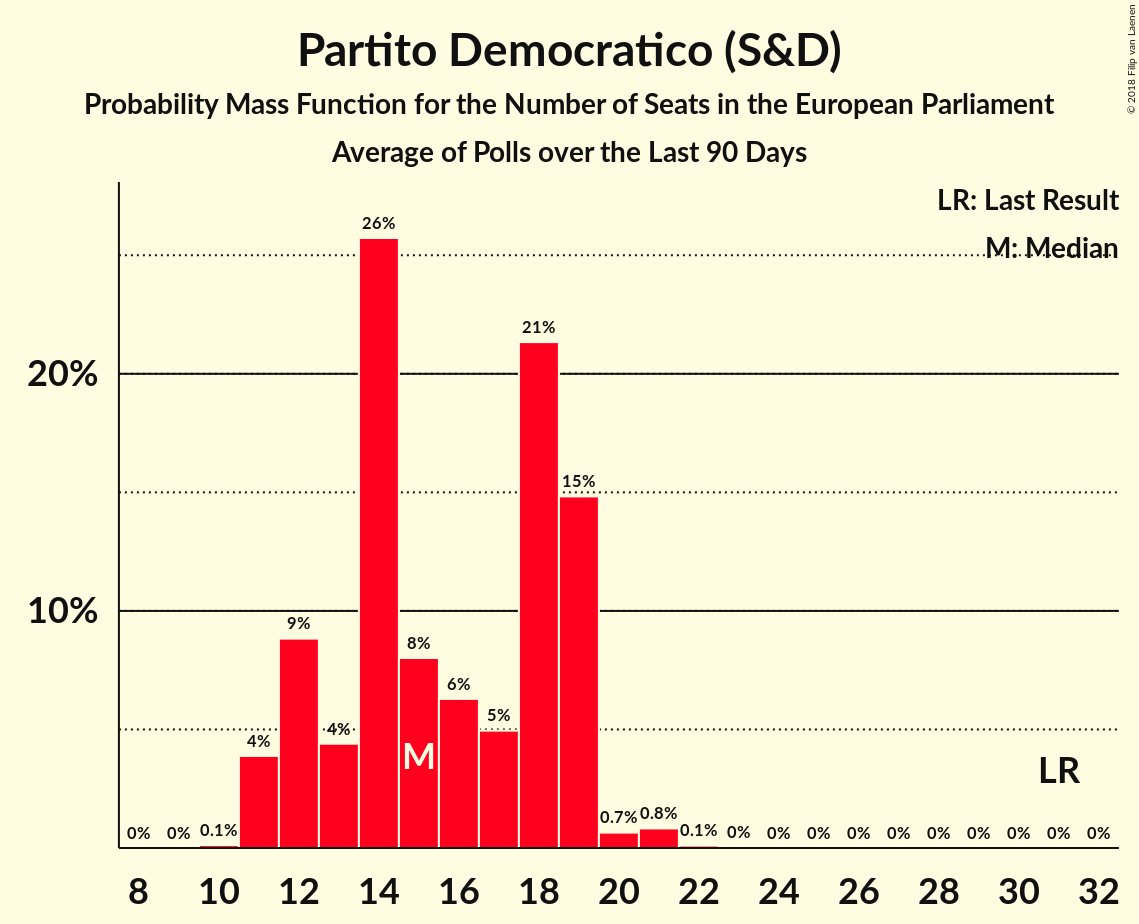 © 2018 Filip van Laenen
Partito Democratico (S&D)
Probability Mass Function for the Number of Seats in the European Parliament
Average of Polls over the Last 90 Days
LR: Last Result
M: Median
26%
21%
20%
15%
10%
9%
8%
6%
5%
4%
4%
M
LR
0% 0% 0.1% 0.7% 0.8% 0.1% 0% 0% 0% 0% 0% 0% 0% 0% 0% 0%
8 10 12 14 16 18 20 22 24 26 28 30 32